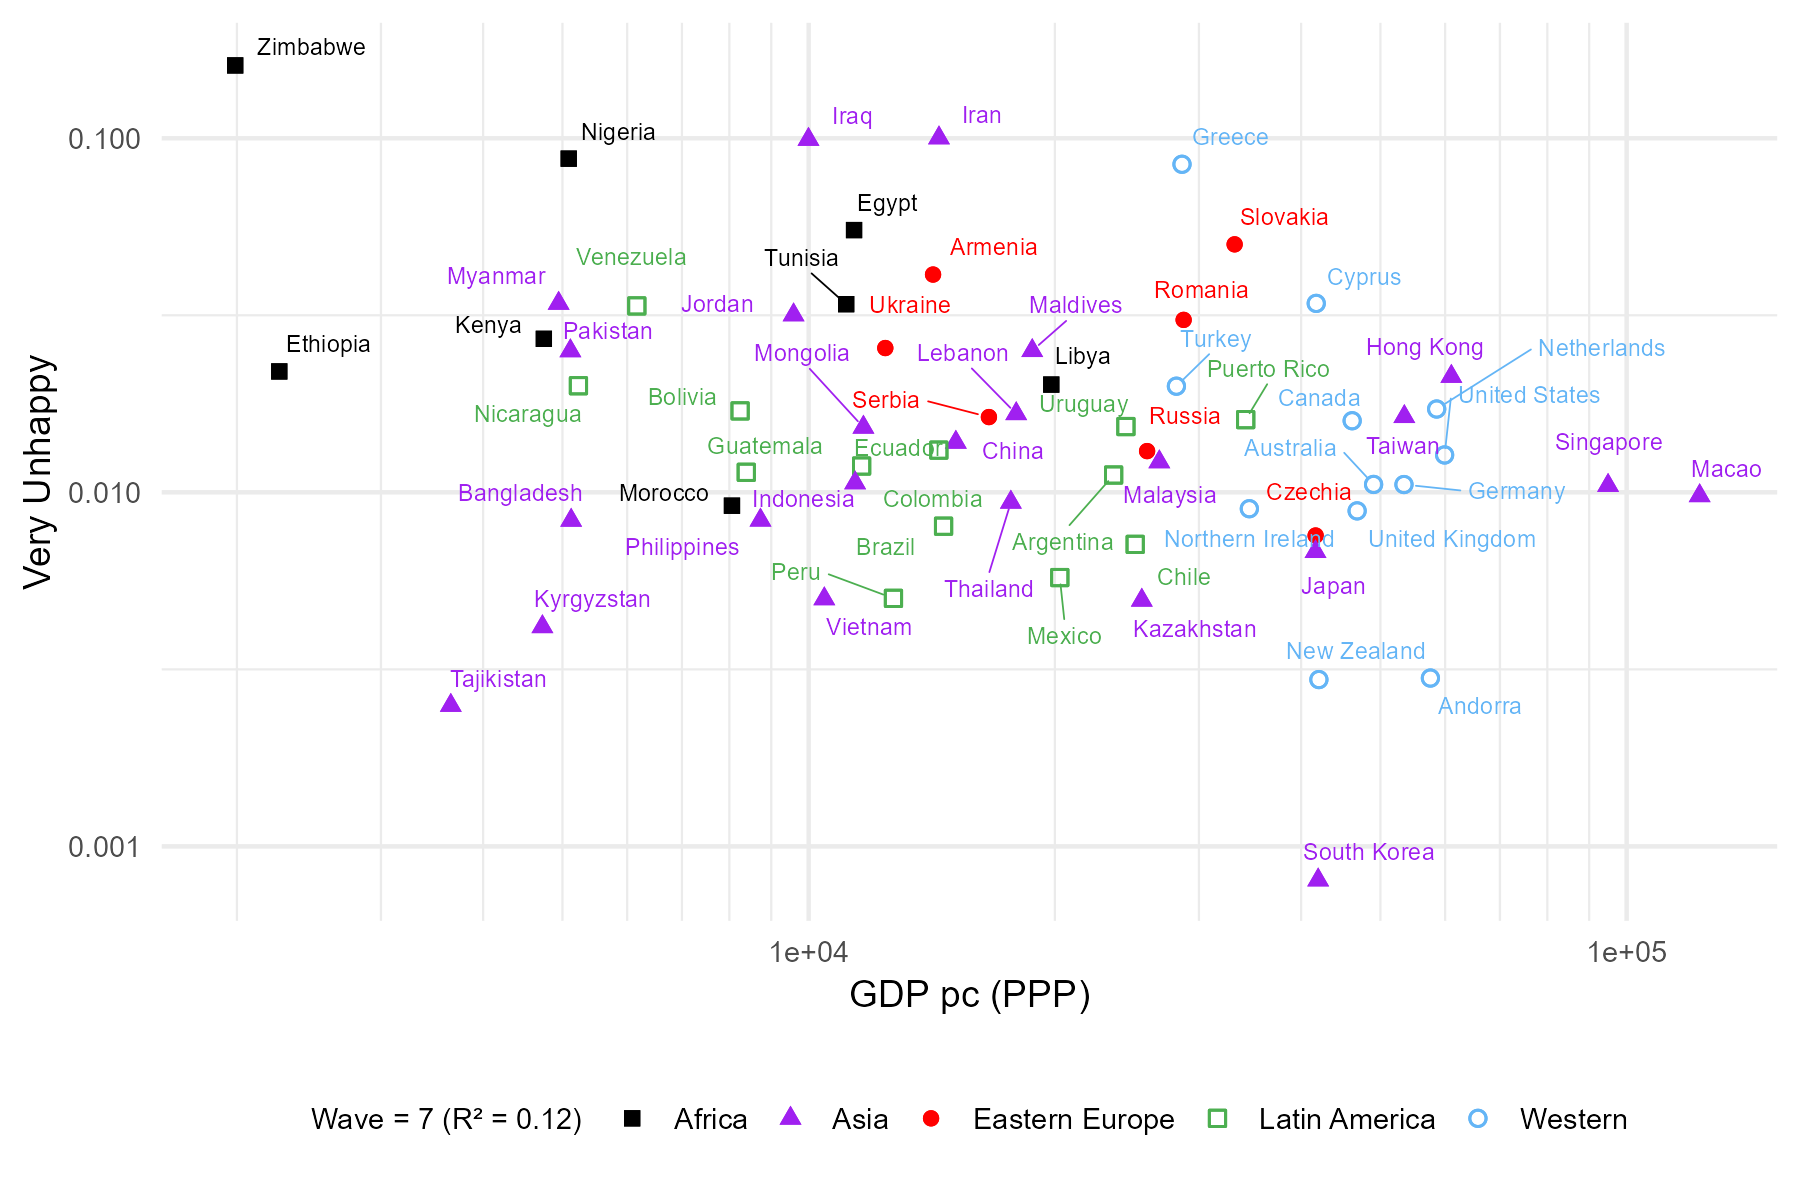 Zimbabwe
Nigeria
Iraq
Iran
Greece
0.100
Egypt
Slovakia
Tunisia
Armenia
Venezuela
Myanmar
Cyprus
Jordan
Ukraine
Maldives
Romania
Kenya
Pakistan
Turkey
Ethiopia
Mongolia
Lebanon
Libya
Hong Kong
Netherlands
Puerto Rico
Bolivia
Serbia
Uruguay
Canada
United States
Nicaragua
Russia
Guatemala
Ecuador
China
Australia
Taiwan
Singapore
Macao
Bangladesh
Morocco
Indonesia
Colombia
Malaysia
Czechia
Germany
0.010
Very Unhappy
Philippines
Brazil
Argentina
Northern Ireland
United Kingdom
Peru
Thailand
Chile
Japan
Kyrgyzstan
Vietnam
Mexico
Kazakhstan
New Zealand
Tajikistan
Andorra
0.001
South Korea
1e+04
1e+05
GDP pc (PPP)
Wave = 7 (R² = 0.12) Africa Asia Eastern Europe Latin America Western